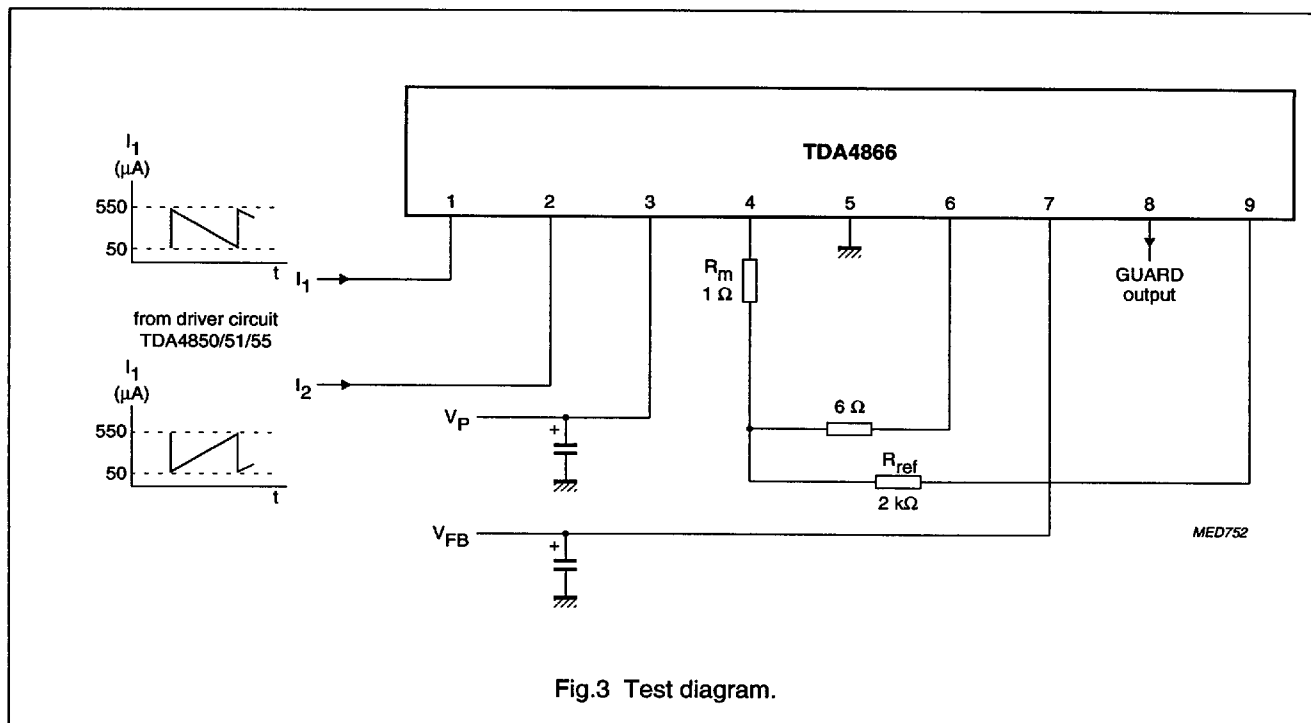 TDA4866
1 2 3 4 5 6 7 8 9
I1
(μA)
550
50
t
I1
from driver circuit
TDA4850/51/55
I1
(μA)
550
50
t
I2
Rm
1 Ω
GUARD
output
VP
+
6 Ω
Rref
2 kΩ
VFB
+
MED752
Fig.3 Test diagram.